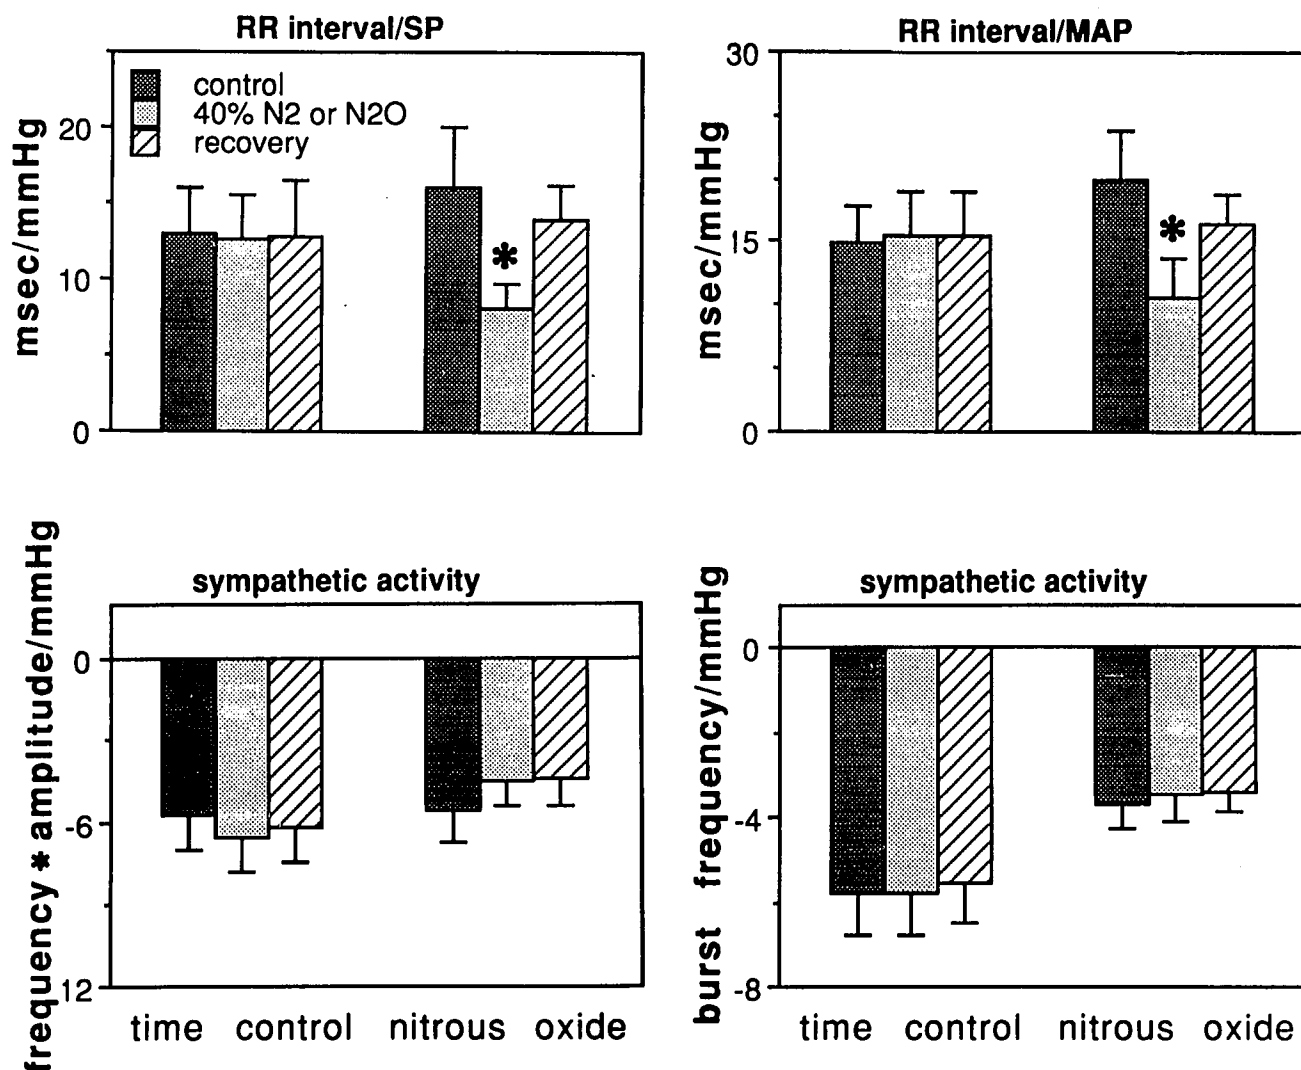 RR interval/SP
msec/mmHg
20
10
0
control
40% N2 or N2O
recovery
*
RR interval/MAP
msec/mmHg
30
15
0
*
sympathetic activity
frequency * amplitude/mmHg
0
-6
12
time control nitrous oxide
sympathetic activity
burst frequency/mmHg
0
-4
-8
time control nitrous oxide